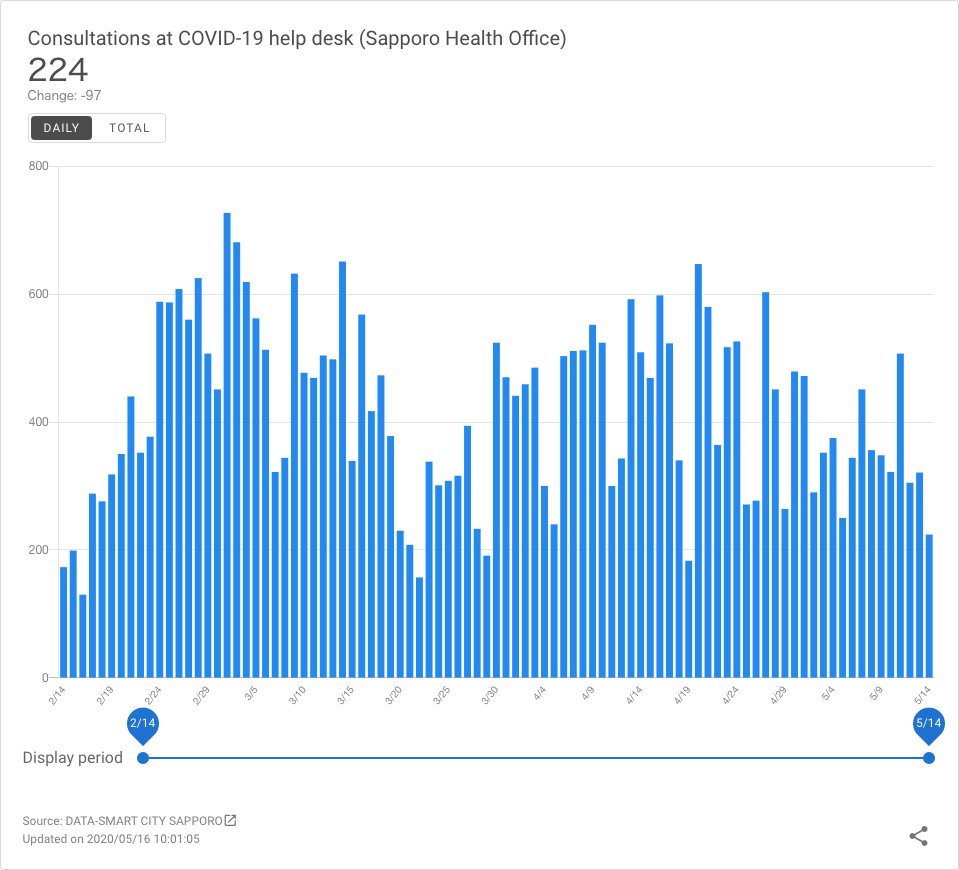 Consultations at COVID-19 help desk (Sapporo Health Office)
224
Change: -97
DAILY TOTAL
800
600
400
200
0
2/14 2/19 2/24 2/29 3/5 3/10 3/15 3/20 3/25 3/30 4/4 4/9 4/14 4/19 4/24 4/29 5/4 5/9 5/14
2/14 5/14
Display period
Source: DATA-SMART CITY SAPPORO
Updated on 2020/05/16 10:01:05